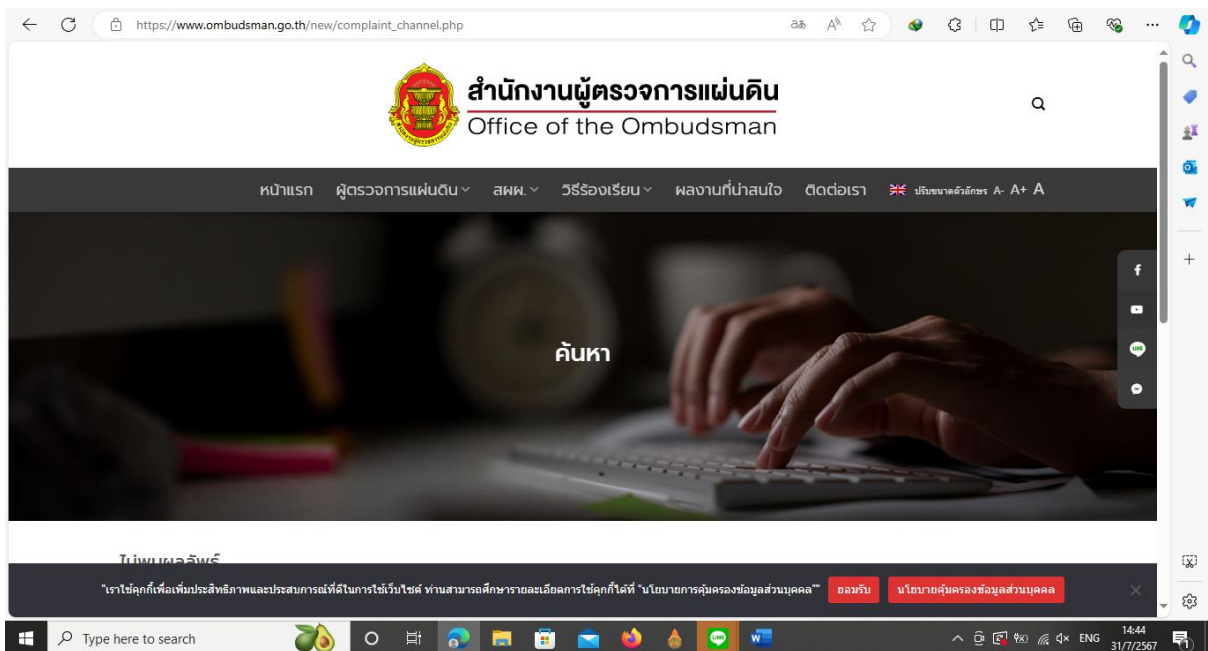 https://www.ombudsman.go.th/new/complaint_channel.php
สำนักงานผู้ตรวจการแผ่นดิน
Office of the Ombudsman
หน้าแรก ผู้ตรวจการแผ่นดิน สผผ. วิธีร้องเรียน ผลงานที่น่าสนใจ ติดต่อเรา ปรับขนาดตัวอักษร A- A+ A
ค้นหา
ไม่พบผลลัพธ์
"เราใช้คุกกี้เพื่อเพิ่มประสิทธิภาพและประสบการณ์ที่ดีในการใช้เว็บไซต์ ท่านสามารถศึกษารายละเอียดการใช้คุกกี้ได้ที่ "นโยบายการคุ้มครองข้อมูลส่วนบุคคล"" ยอมรับ นโยบายคุ้มครองข้อมูลส่วนบุคคล
Type here to search
ENG
14:44
31/7/2567